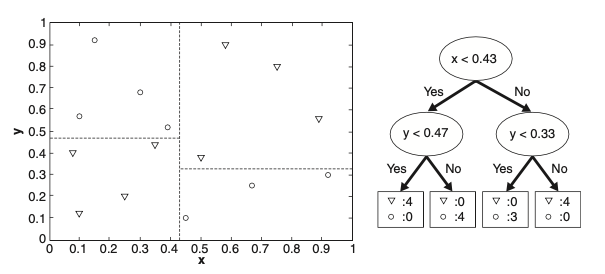 1
0.9
0.8
0.7
0.6
0.5
0.4
0.3
0.2
0.1
0
y
0 0.1 0.2 0.3 0.4 0.5 0.6 0.7 0.8 0.9 1
x
x < 0.43
Yes No
y < 0.47 y < 0.33
Yes No Yes No
▽ :4 ▽ :0 ▽ :0 ▽ :4
○ :0 ○ :4 ○ :3 ○ :0